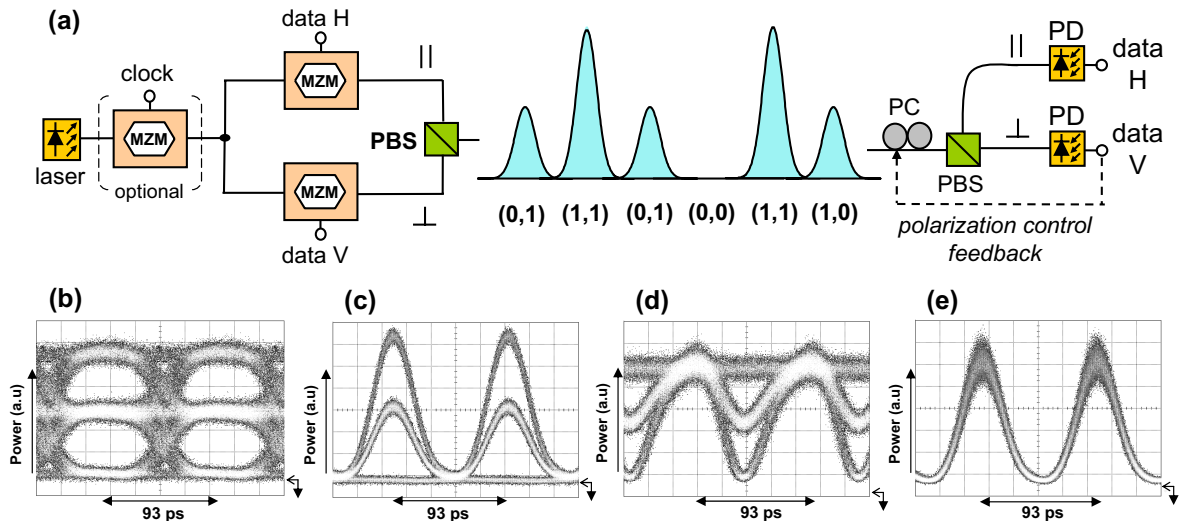 (a)
data H
clock
MZM
MZM
laser
optional
MZM
data V
||
PBS
⊥
(0,1) (1,1) (0,1) (0,0) (1,1) (1,0)
||
PD
data
H
PC
⊥
PD
data
V
PBS
polarization control
feedback
(b)
Power (a.u)
93 ps
(c)
Power (a.u)
93 ps
(d)
Power (a.u)
93 ps
(e)
Power (a.u)
93 ps